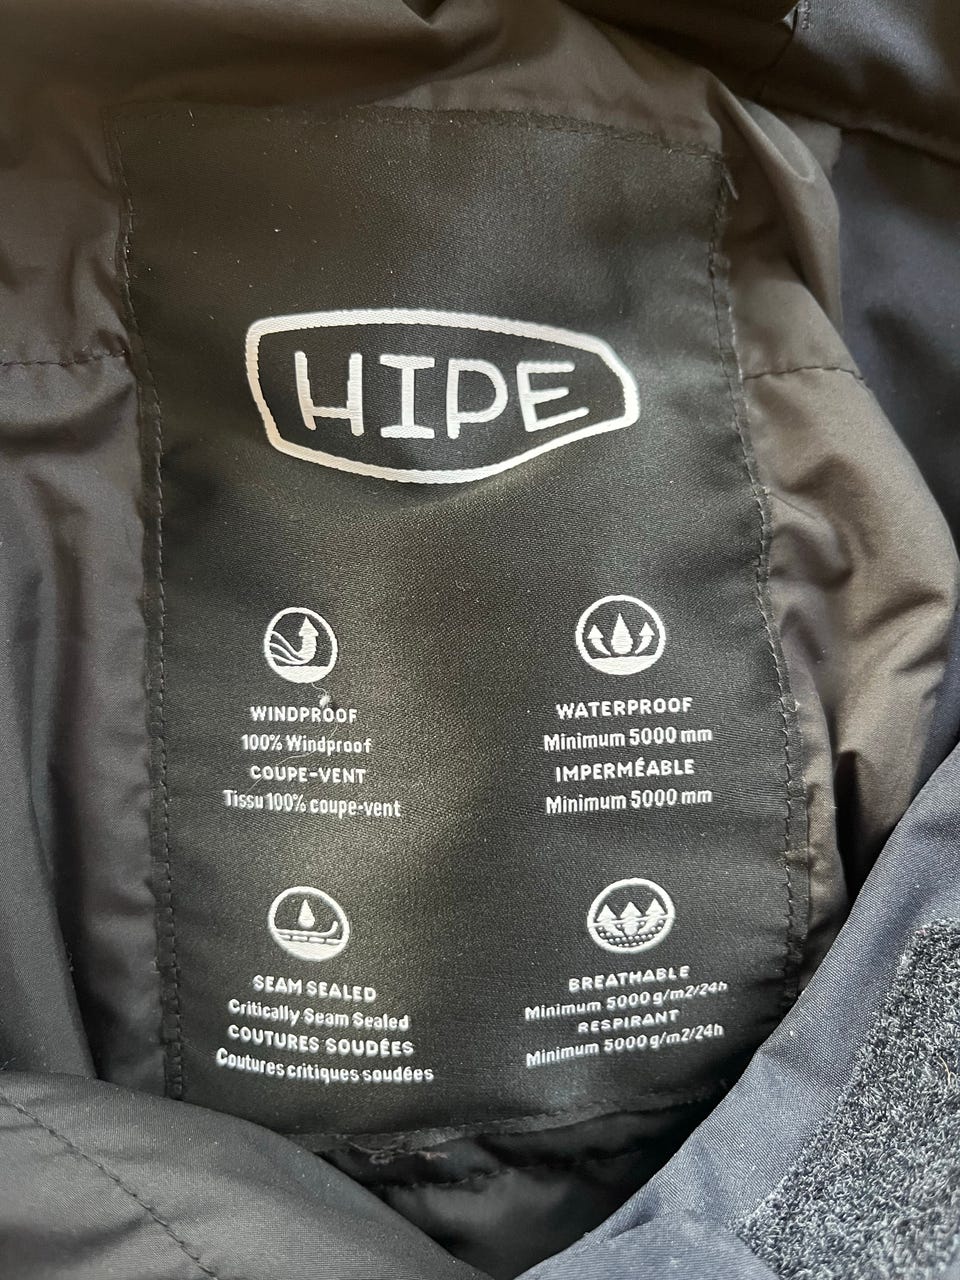 HIPE
WINDPROOF
100% Windproof
COUPE-VENT
Tissu 100% coupe-vent
WATERPROOF
Minimum 5000 mm
IMPERMÉABLE
Minimum 5000 mm
SEAM SEALED
Critically Seam Sealed
COUTURES SOUDÉES
Coutures critiques soudées
BREATHABLE
Minimum 5000 g/m2/24h
RESPIRANT
Minimum 5000 g/m2/24h